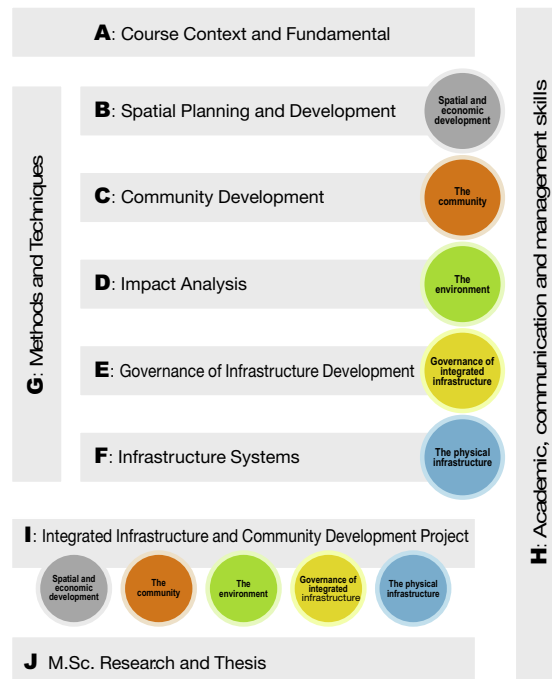 A: Course Context and Fundamental
B: Spatial Planning and Development
Spatial and
economic
development
C: Community Development
The
community
D: Impact Analysis
The
environment
E: Governance of Infrastructure Development
Governance of
integrated
infrastructure
F: Infrastructure Systems
The physical
infrastructure
G: Methods and Techniques
H: Academic, communication and management skills
I: Integrated Infrastructure and Community Development Project
Spatial and
economic
development
The
community
The
environment
Governance of
integrated
infrastructure
The physical
infrastructure
J M.Sc. Research and Thesis